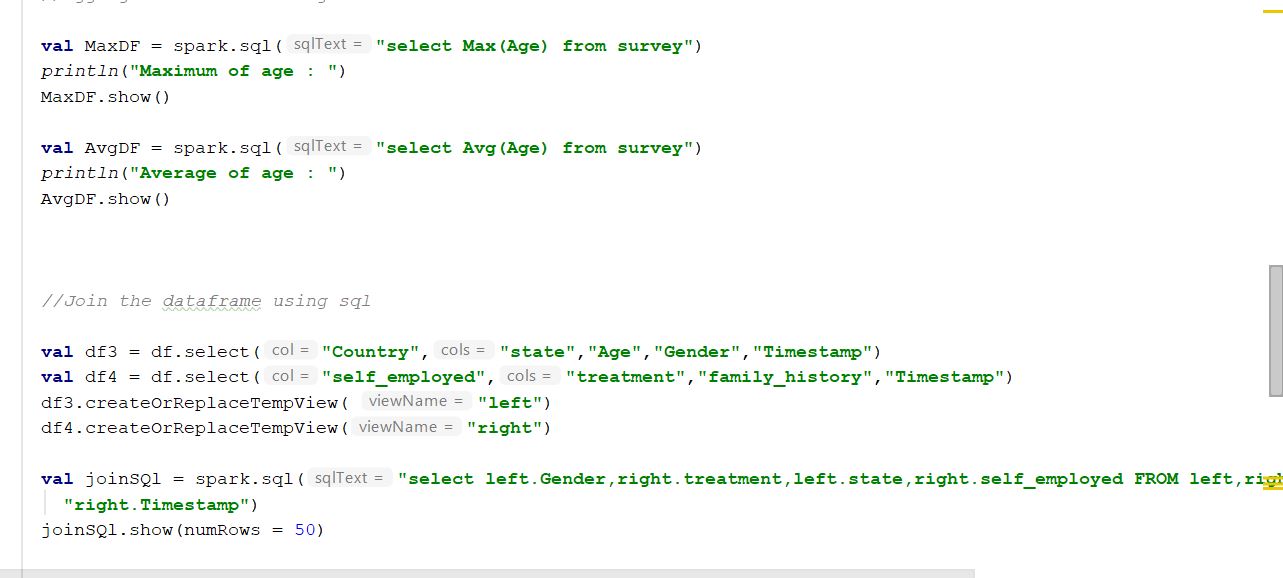 val MaxDF = spark.sql( sqlText = "select Max(Age) from survey")
println("Maximum of age : ")
MaxDF.show()
val AvgDF = spark.sql( sqlText = "select Avg(Age) from survey")
println("Average of age : ")
AvgDF.show()
//Join the dataframe using sql
val df3 = df.select( col = "Country", cols = "state","Age","Gender","Timestamp")
val df4 = df.select( col = "self_employed", cols = "treatment","family_history","Timestamp")
df3.createOrReplaceTempView( viewName = "left")
df4.createOrReplaceTempView( viewName = "right")
val joinSQl = spark.sql( sqlText = "select left.Gender,right.treatment,left.state,right.self_employed FROM left,
"right.Timestamp")
joinSQl.show(numRows = 50)